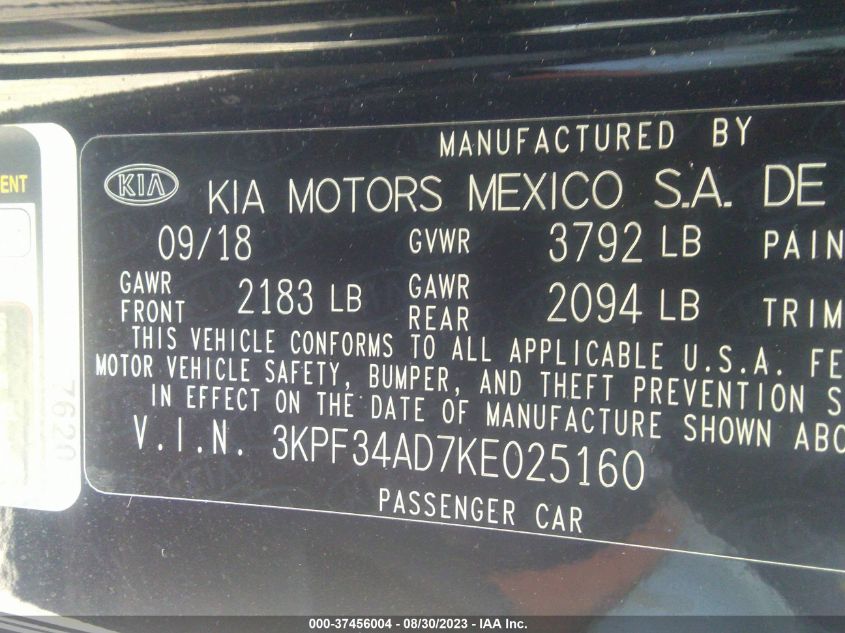 MANUFACTURED BY
KIA KIA MOTORS MEXICO S.A. DE
09/18 GVWR 3792 LB PAIN
GAWR FRONT 2183 LB GAWR REAR 2094 LB TRIM
THIS VEHICLE CONFORMS TO ALL APPLICABLE U.S.A. FE
MOTOR VEHICLE SAFETY, BUMPER, AND THEFT PREVENTION S
IN EFFECT ON THE DATE OF MANUFACTURE SHOWN ABO
V.I.N. 3KPF34AD7KE025160
PASSENGER CAR
ENT
7620
000-37456004 - 08/30/2023 - IAA Inc.